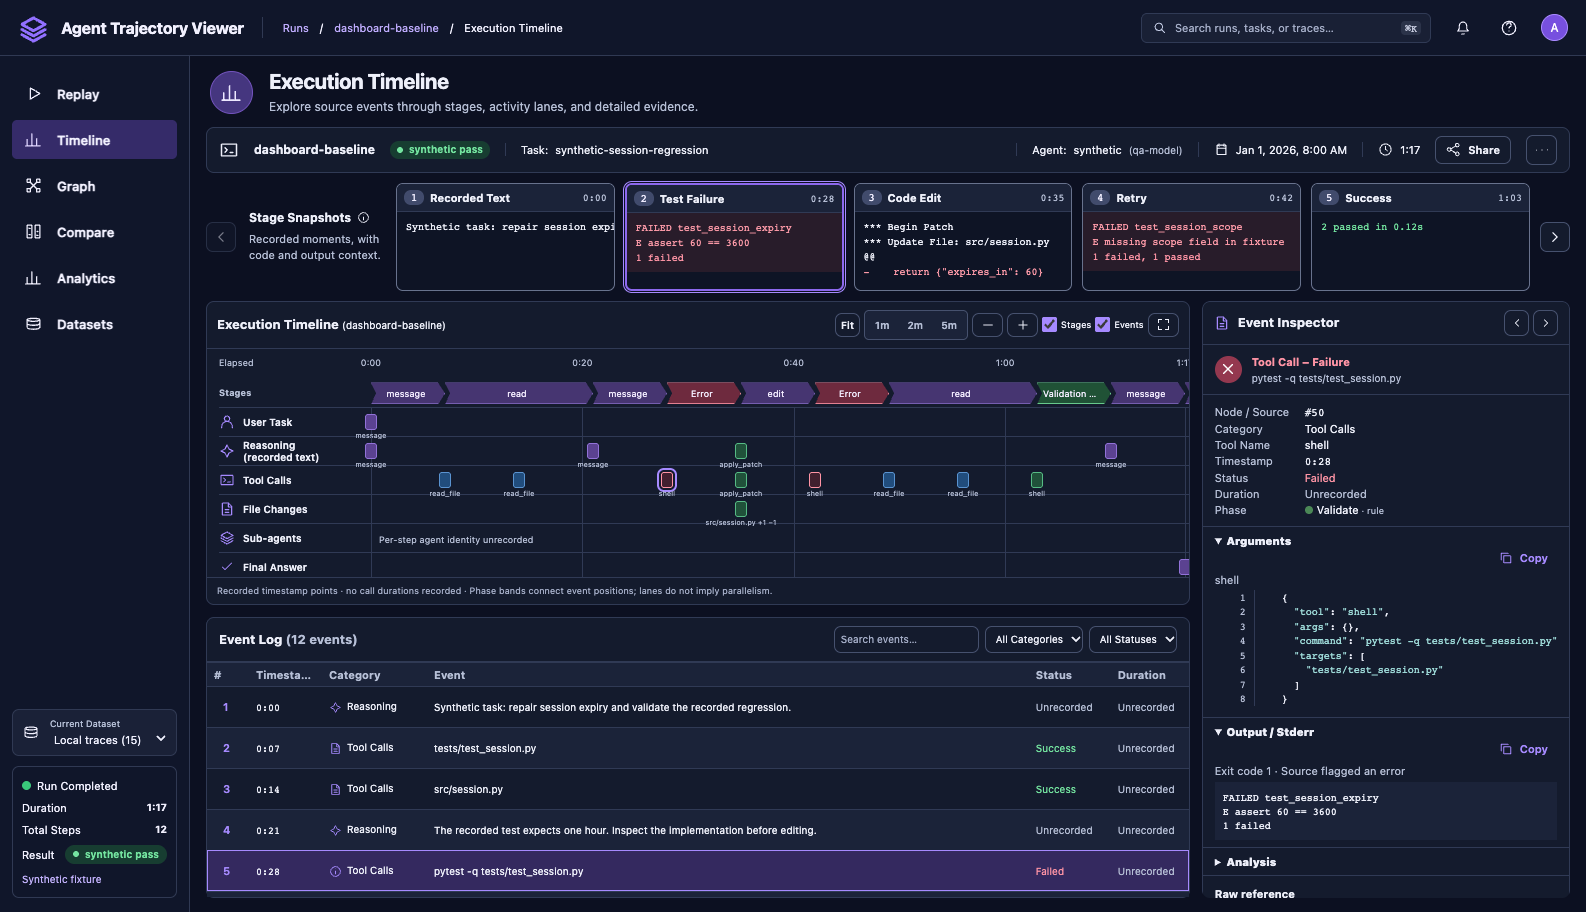 Agent Trajectory Viewer
Runs / dashboard-baseline / Execution Timeline
Search runs, tasks, or traces...
⌘K
A
Replay
Timeline
Graph
Compare
Analytics
Datasets
Current Dataset
Local traces (15)
Run Completed
Duration 1:17
Total Steps 12
Result synthetic pass
Synthetic fixture
Execution Timeline
Explore source events through stages, activity lanes, and detailed evidence.
dashboard-baseline synthetic pass Task: synthetic-session-regression Agent: synthetic (qa-model) Jan 1, 2026, 8:00 AM 1:17 Share ...
Stage Snapshots
Recorded moments, with
code and output context.
1 Recorded Text 0:00
Synthetic task: repair session expi
2 Test Failure 0:28
FAILED test_session_expiry
E assert 60 == 3600
1 failed
3 Code Edit 0:35
*** Begin Patch
*** Update File: src/session.py
@@
-    return {"expires_in": 60}
4 Retry 0:42
FAILED test_session_scope
E missing scope field in fixture
1 failed, 1 passed
5 Success 1:03
2 passed in 0.12s
Execution Timeline (dashboard-baseline)
Fit 1m 2m 5m − + Stages Events
Elapsed 0:00 0:20 0:40 1:00 1:1
Stages message read message Error edit Error read Validation ... message
User Task
message
Reasoning
(recorded text)
message message apply_patch message
Tool Calls
read_file read_file shell apply_patch shell read_file read_file shell
File Changes
src/session.py +1 −1
Sub-agents Per-step agent identity unrecorded
Final Answer
Recorded timestamp points · no call durations recorded · Phase bands connect event positions; lanes do not imply parallelism.
Event Log (12 events)
Search events...
All Categories
All Statuses
# Timesta... Category Event Status Duration
1 0:00 Reasoning Synthetic task: repair session expiry and validate the recorded regression. Unrecorded Unrecorded
2 0:07 Tool Calls tests/test_session.py Success Unrecorded
3 0:14 Tool Calls src/session.py Success Unrecorded
4 0:21 Reasoning The recorded test expects one hour. Inspect the implementation before editing. Unrecorded Unrecorded
5 0:28 Tool Calls pytest -q tests/test_session.py Failed Unrecorded
Event Inspector
Tool Call – Failure
pytest -q tests/test_session.py
Node / Source #50
Category Tool Calls
Tool Name shell
Timestamp 0:28
Status Failed
Duration Unrecorded
Phase Validate · rule
Arguments
Copy
shell
1 {
2 "tool": "shell",
3 "args": {},
4 "command": "pytest -q tests/test_session.py"
5 "targets": [
6 "tests/test_session.py"
7 ]
8 }
Output / Stderr
Copy
Exit code 1 · Source flagged an error
FAILED test_session_expiry
E assert 60 == 3600
1 failed
Analysis
Raw reference